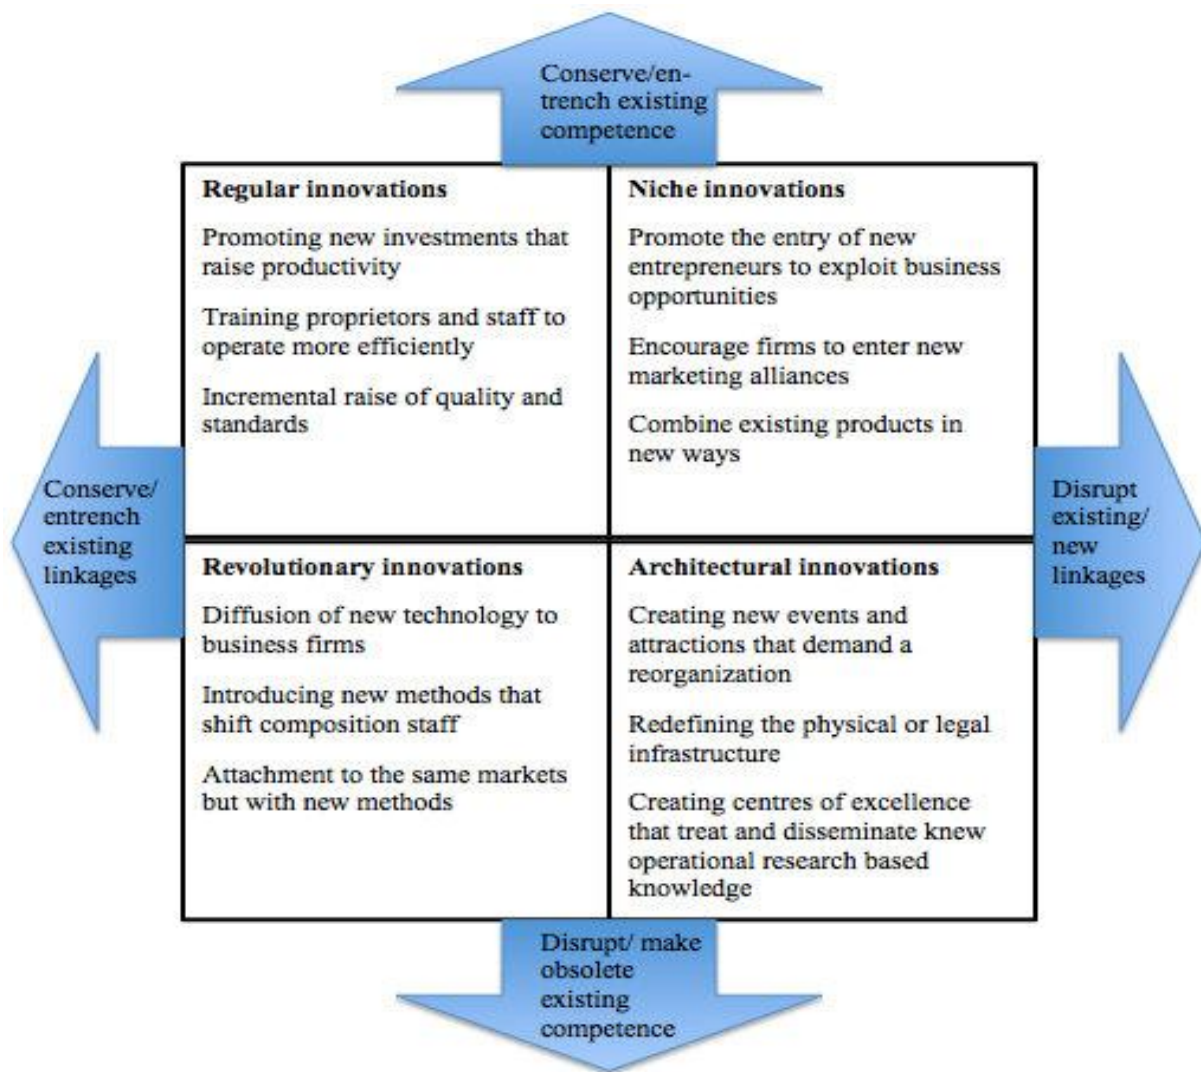 Conserve/en-
trench existing
competence
Regular innovations
Promoting new investments that
raise productivity
Training proprietors and staff to
operate more efficiently
Incremental raise of quality and
standards
Niche innovations
Promote the entry of new
entrepreneurs to exploit business
opportunities
Encourage firms to enter new
marketing alliances
Combine existing products in
new ways
Conserve/
entrench
existing
linkages
Disrupt
existing/
new
linkages
Revolutionary innovations
Diffusion of new technology to
business firms
Introducing new methods that
shift composition staff
Attachment to the same markets
but with new methods
Architectural innovations
Creating new events and
attractions that demand a
reorganization
Redefining the physical or legal
infrastructure
Creating centres of excellence
that treat and disseminate knew
operational research based
knowledge
Disrupt/ make
obsolete
existing
competence